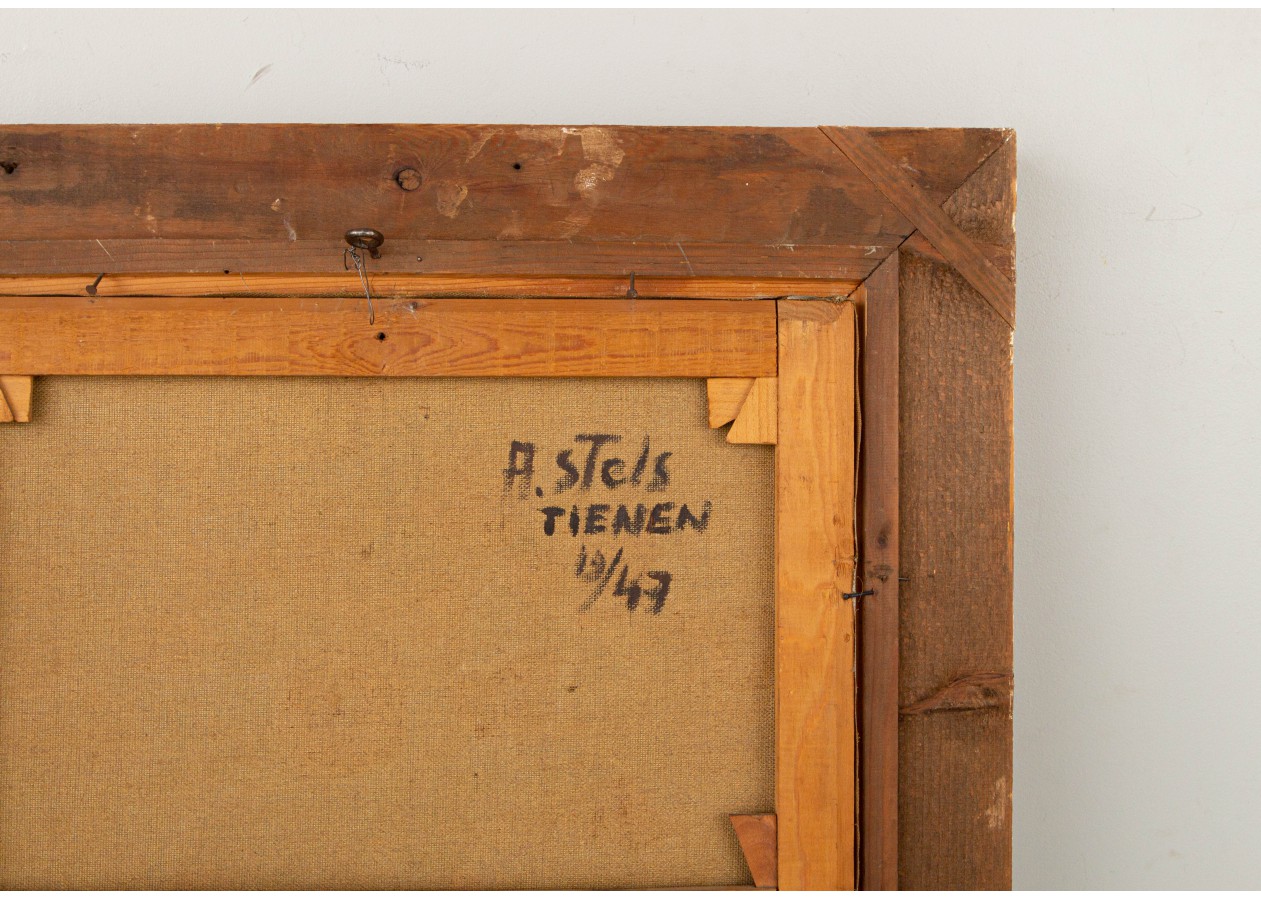 A. STels
TIENEN
19/47